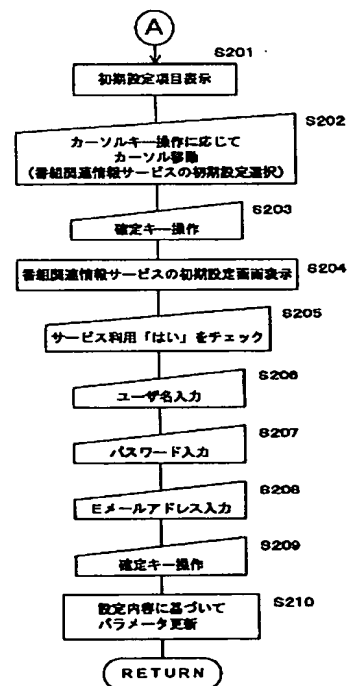 A
S201
初期設定項目表示
S202
カーソルキー操作に応じて
カーソル移動
(番組関連情報サービスの初期設定選択)
S203
確定キー操作
S204
番組関連情報サービスの初期設定画面表示
S205
サービス利用「はい」をチェック
S206
ユーザ名入力
S207
パスワード入力
S208
Eメールアドレス入力
S209
確定キー操作
S210
設定内容に基づいて
パラメータ更新
RETURN